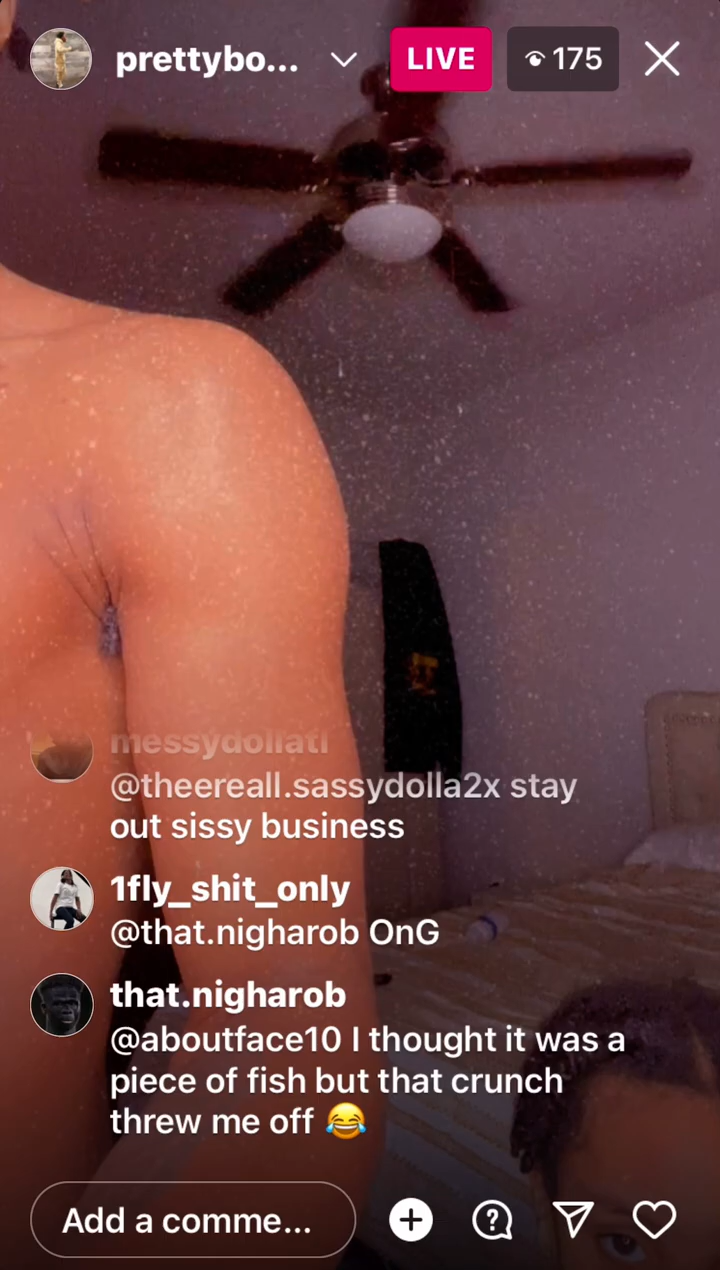 prettybo...
LIVE
175
messydollatl
@theereall.sassydolla2x stay
out sissy business
1fly_shit_only
@that.nigharob OnG
that.nigharob
@aboutface10 I thought it was a
piece of fish but that crunch
threw me off 😂
Add a comme...